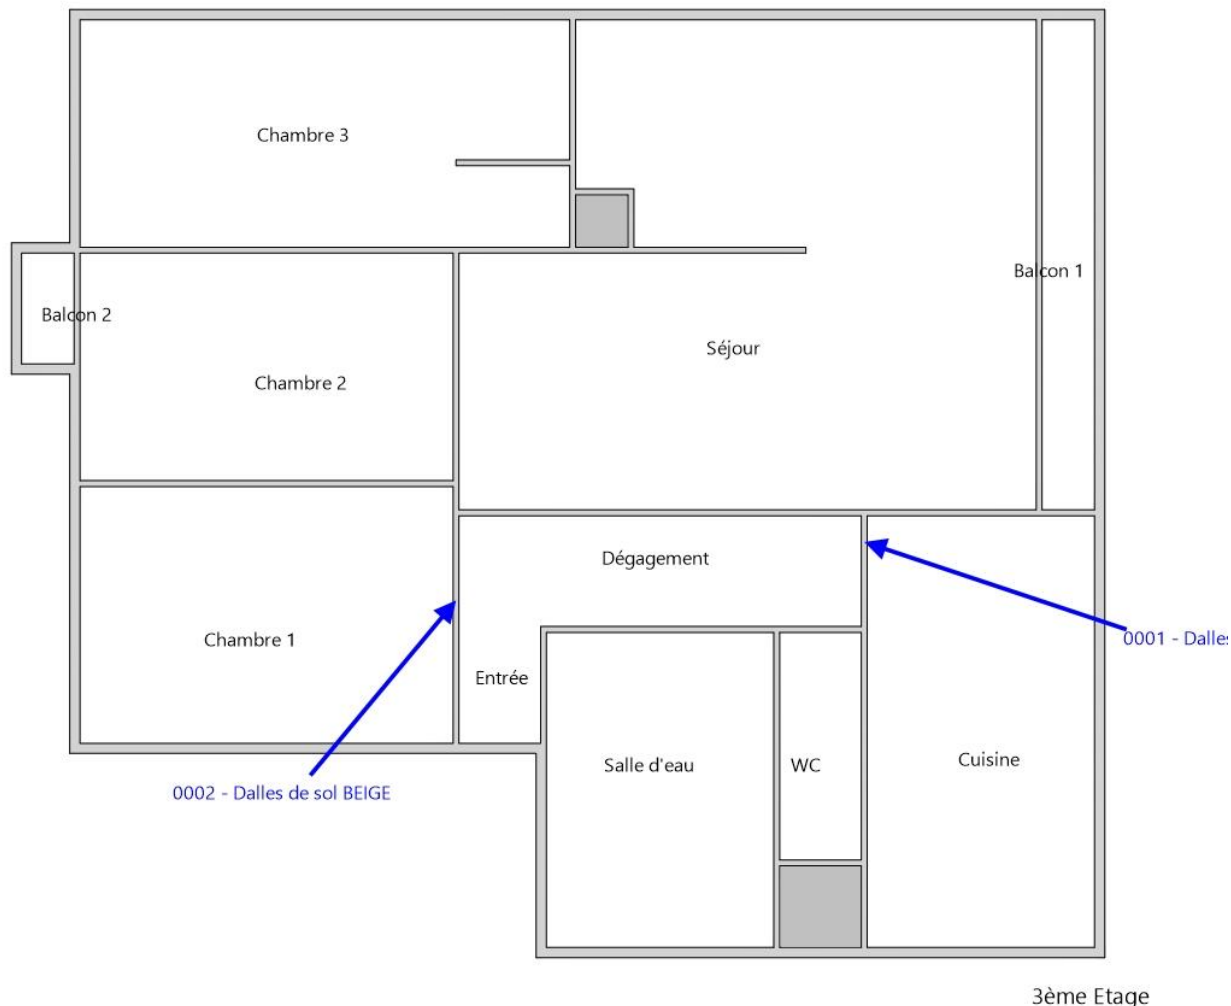 Chambre 3
Balcon 1
Balcon 2
Séjour
Chambre 2
Dégagement
Chambre 1
0001 - Dalles
Entrée
Salle d'eau
WC
Cuisine
0002 - Dalles de sol BEIGE
3ème Etage